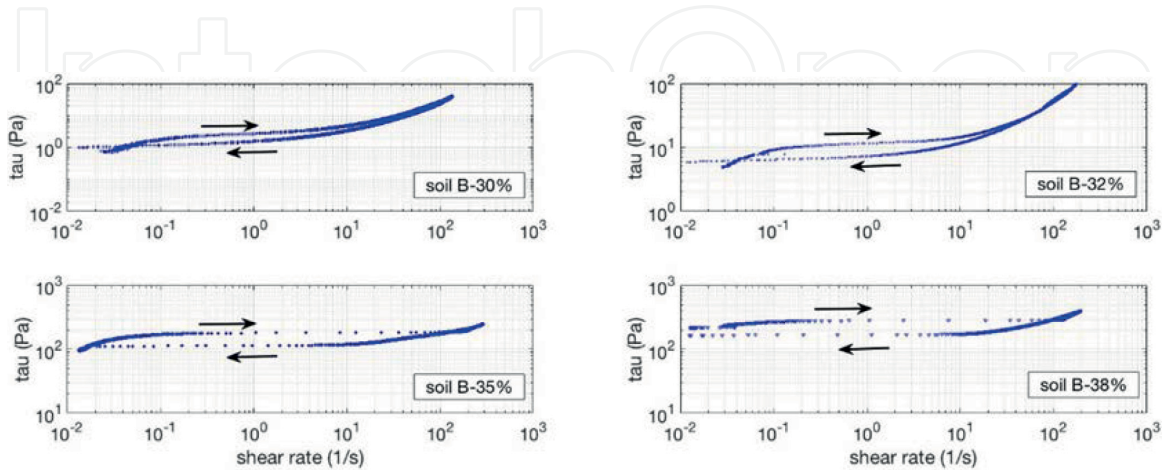 IntechOpen
10^2
10^0
10^-2
tau (Pa)
10^-2 10^-1 10^0 10^1 10^2 10^3
soil B-30%
10^2
10^1
10^0
tau (Pa)
10^-2 10^-1 10^0 10^1 10^2 10^3
soil B-32%
10^3
10^2
10^1
tau (Pa)
10^-2 10^-1 10^0 10^1 10^2 10^3
shear rate (1/s)
soil B-35%
10^3
10^2
10^1
tau (Pa)
10^-2 10^-1 10^0 10^1 10^2 10^3
shear rate (1/s)
soil B-38%